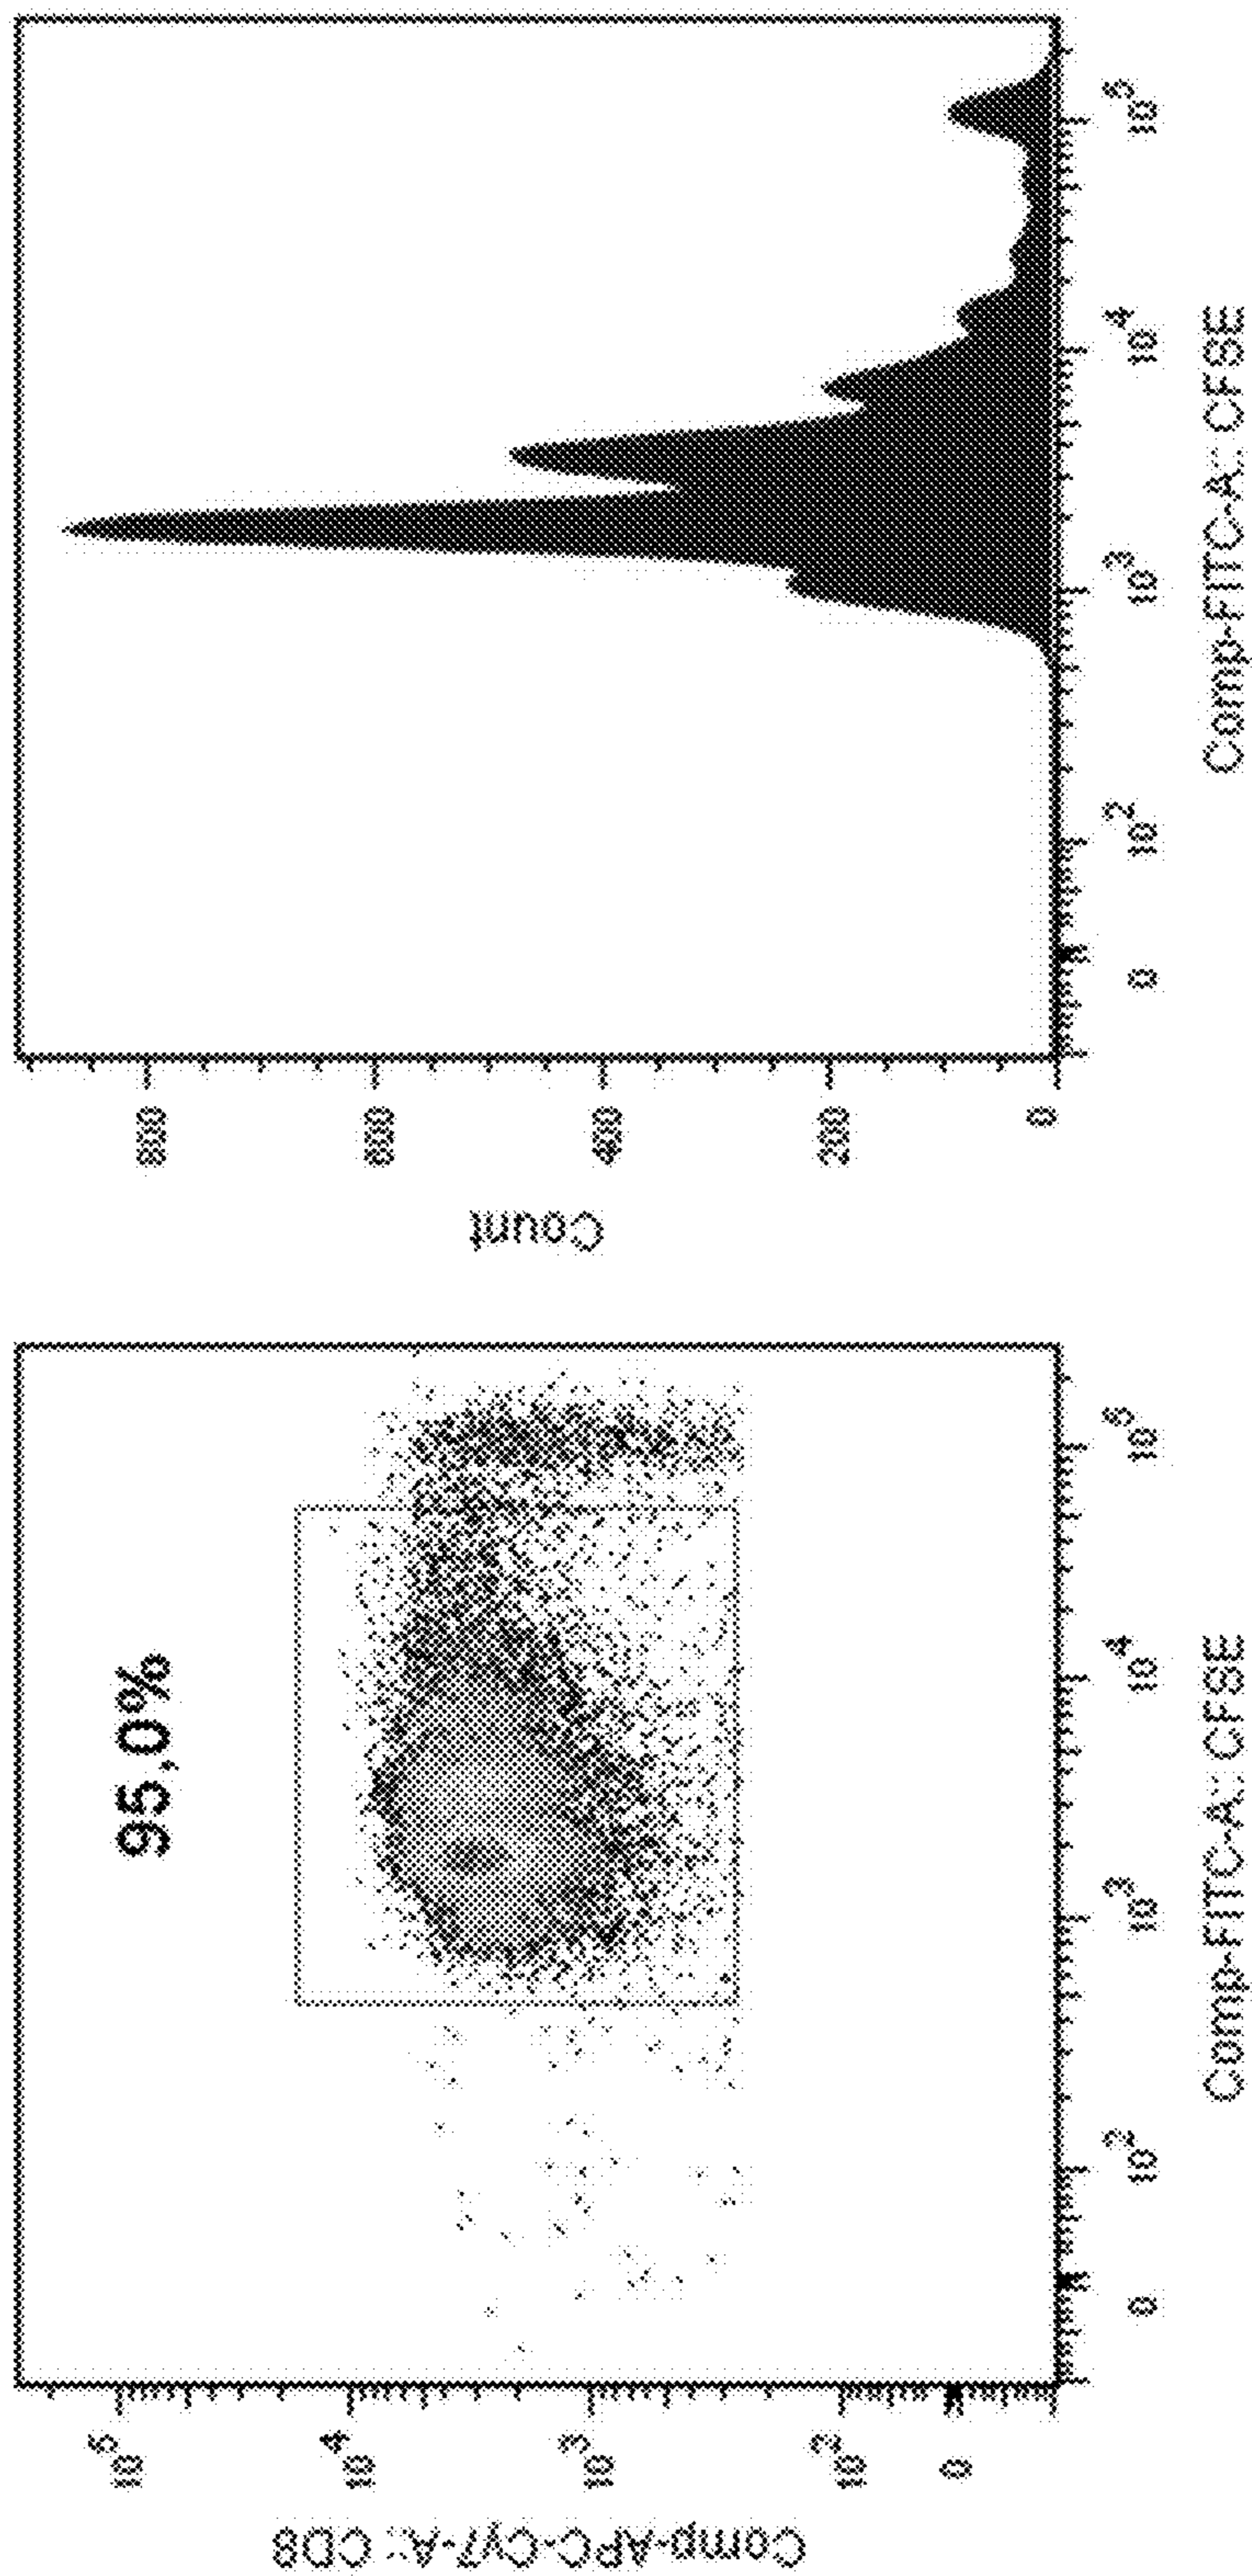 Comp-APC-Cy7-A:: CD8
10^5
10^4
10^3
10^2
0
95,0%
0 10^2 10^3 10^4 10^5
Comp-FITC-A:: CFSE
Count
800
600
400
200
0
0 10^2 10^3 10^4 10^5
Comp-FITC-A:: CFSE